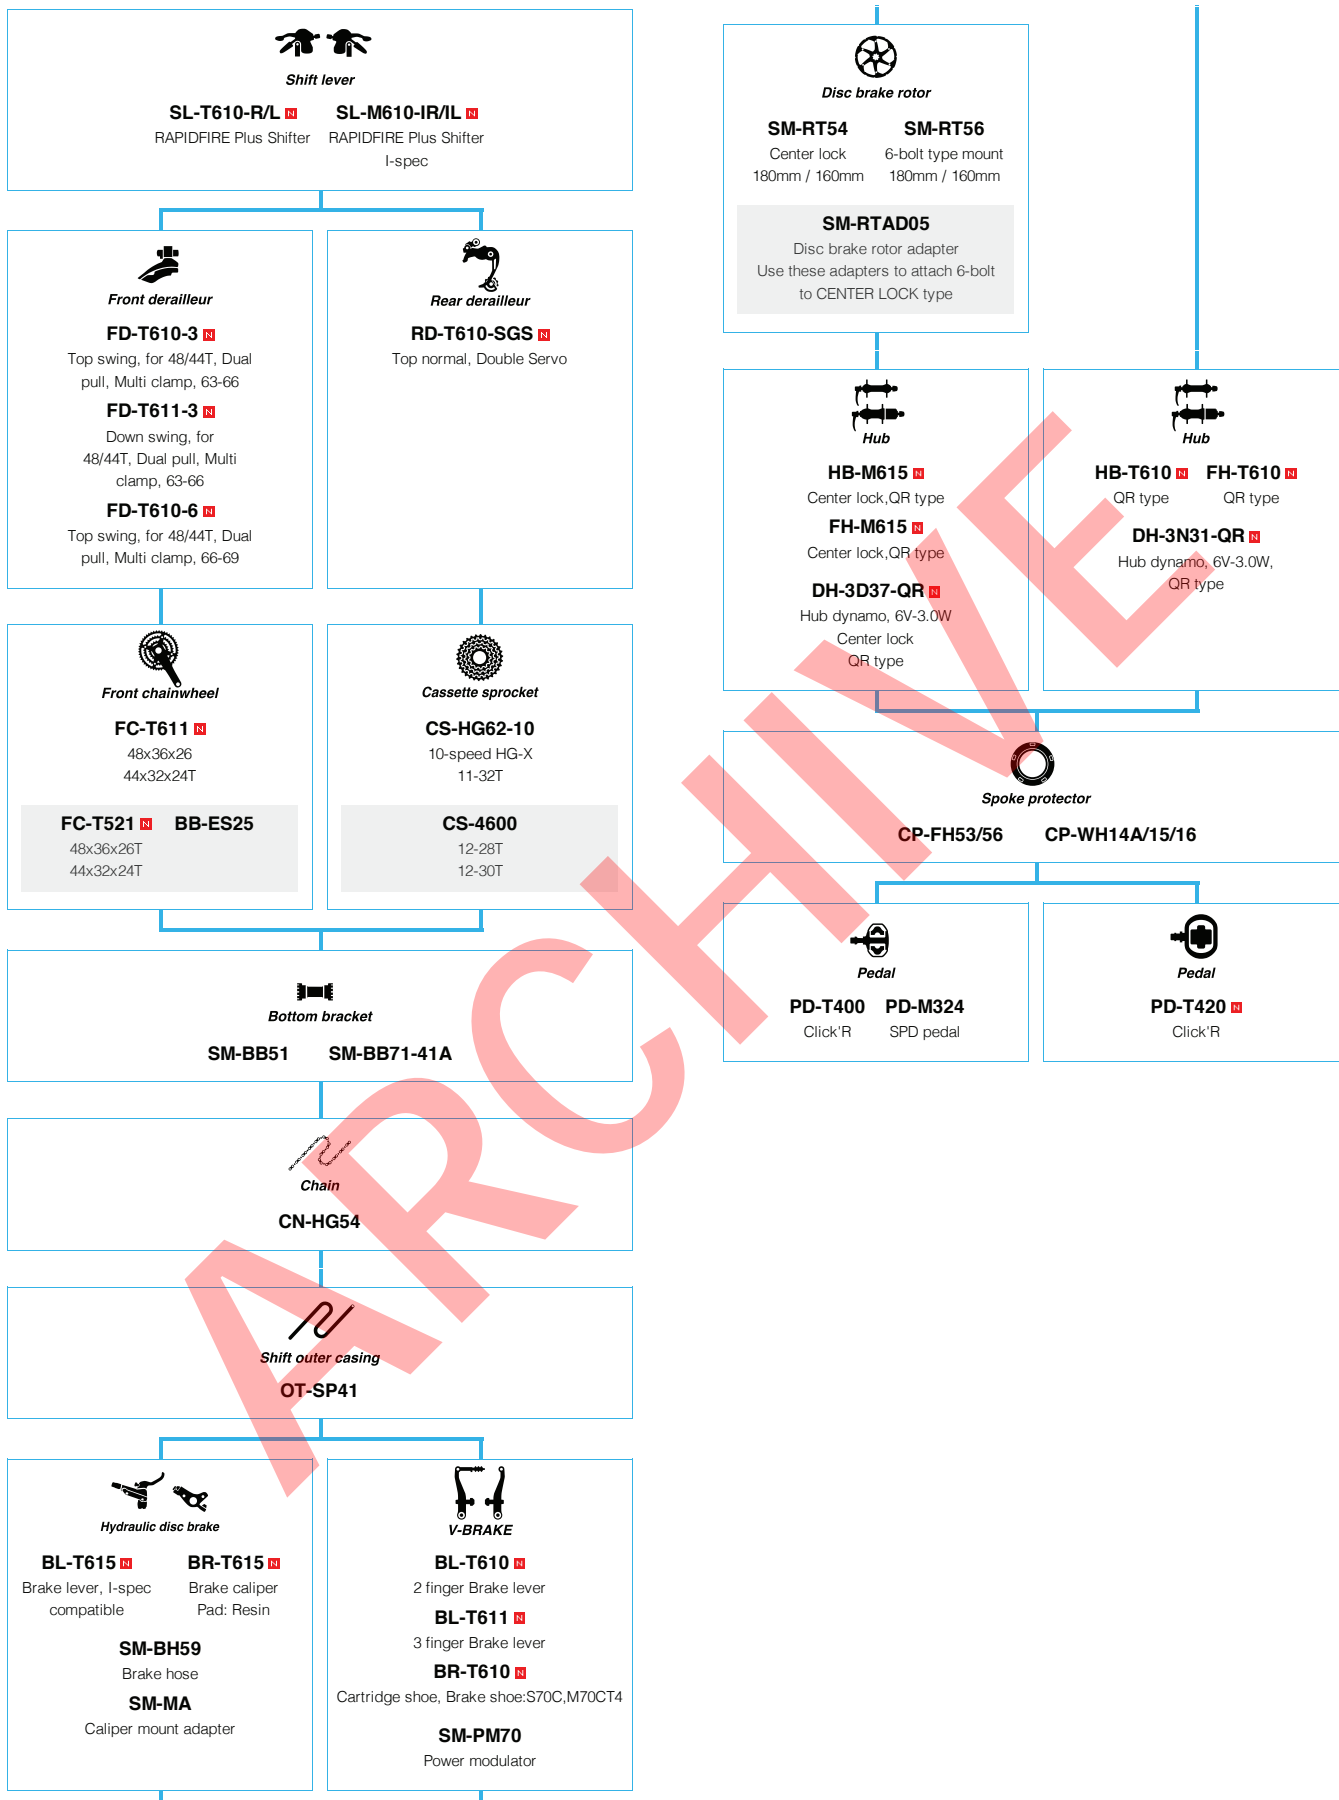 Shift lever
SL-T610-R/L N SL-M610-IR/IL N
RAPIDFIRE Plus Shifter RAPIDFIRE Plus Shifter
I-spec
Front derailleur
FD-T610-3 N
Top swing, for 48/44T, Dual
pull, Multi clamp, 63-66
FD-T611-3 N
Down swing, for
48/44T, Dual pull, Multi
clamp, 63-66
FD-T610-6 N
Top swing, for 48/44T, Dual
pull, Multi clamp, 66-69
Rear derailleur
RD-T610-SGS N
Top normal, Double Servo
Front chainwheel
FC-T611 N
48x36x26
44x32x24T
FC-T521 N BB-ES25
48x36x26T
44x32x24T
Cassette sprocket
CS-HG62-10
10-speed HG-X
11-32T
CS-4600
12-28T
12-30T
Bottom bracket
SM-BB51 SM-BB71-41A
Chain
CN-HG54
Shift outer casing
OT-SP41
Hydraulic disc brake
BL-T615 N BR-T615 N
Brake lever, I-spec Brake caliper
compatible Pad: Resin
SM-BH59
Brake hose
SM-MA
Caliper mount adapter
V-BRAKE
BL-T610 N
2 finger Brake lever
BL-T611 N
3 finger Brake lever
BR-T610 N
Cartridge shoe, Brake shoe:S70C,M70CT4
SM-PM70
Power modulator
Disc brake rotor
SM-RT54 SM-RT56
Center lock 6-bolt type mount
180mm / 160mm 180mm / 160mm
SM-RTAD05
Disc brake rotor adapter
Use these adapters to attach 6-bolt
to CENTER LOCK type
Hub
HB-M615 N
Center lock,QR type
FH-M615 N
Center lock,QR type
DH-3D37-QR N
Hub dynamo, 6V-3.0W
Center lock
QR type
Hub
HB-T610 N FH-T610 N
QR type QR type
DH-3N31-QR N
Hub dynamo, 6V-3.0W,
QR type
Spoke protector
CP-FH53/56 CP-WH14A/15/16
Pedal
PD-T400 PD-M324
Click'R SPD pedal
Pedal
PD-T420 N
Click'R
ARCHIVE